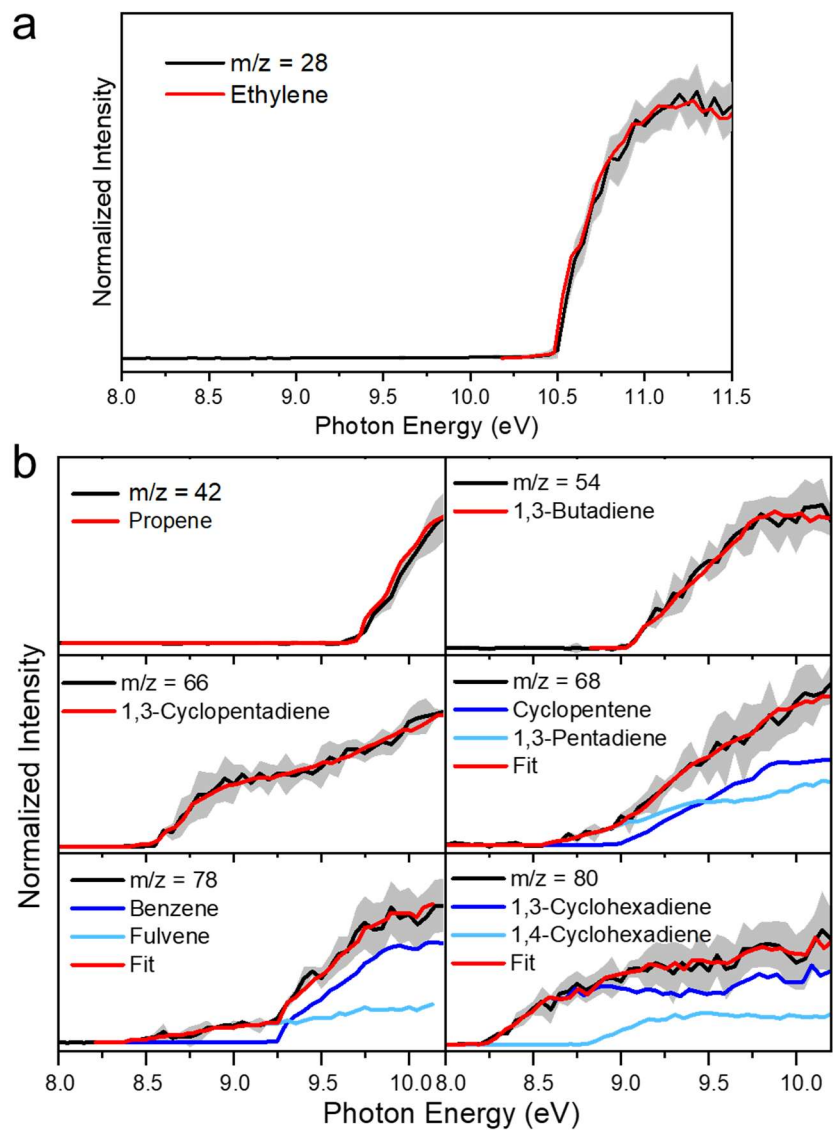 a
m/z = 28
Ethylene
Normalized Intensity
8.0 8.5 9.0 9.5 10.0 10.5 11.0 11.5
Photon Energy (eV)
b
m/z = 42
Propene
m/z = 54
1,3-Butadiene
m/z = 66
1,3-Cyclopentadiene
m/z = 68
Cyclopentene
1,3-Pentadiene
Fit
m/z = 78
Benzene
Fulvene
Fit
m/z = 80
1,3-Cyclohexadiene
1,4-Cyclohexadiene
Fit
Normalized Intensity
8.0 8.5 9.0 9.5 10.0 8.0 8.5 9.0 9.5 10.0
Photon Energy (eV)